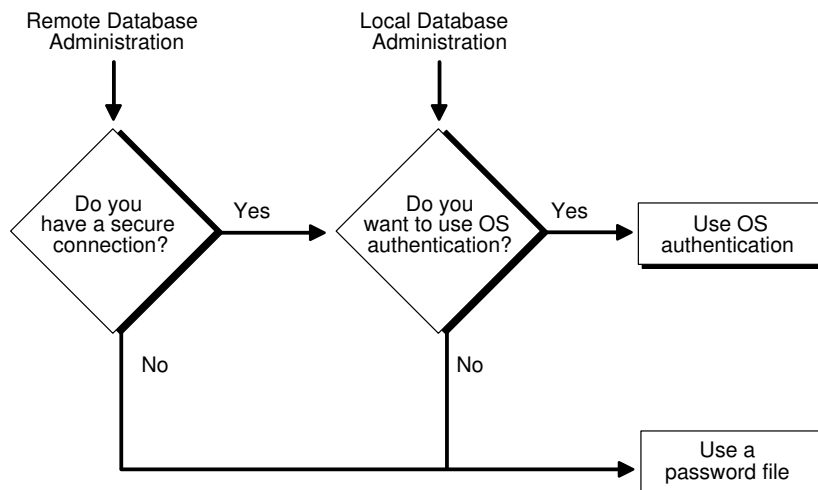 Remote Database
Administration
Local Database
Administration
Do you
have a secure
connection?
Yes
Do you
want to use OS
authentication?
Yes
Use OS
authentication
No
No
Use a
password file